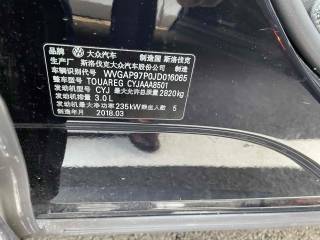 品牌 大众汽车 制造国 斯洛伐克
生产厂 斯洛伐克大众汽车股份公司 制造
车辆识别代号 WVGAP97P0JD016065
整车型号 TOUAREG CYJAAA8501
发动机型号 CYJ 最大允许总质量 2820kg
发动机排量 3.0 L
发动机最大净功率 235kW 乘坐人数 5
制造年月 2018.03